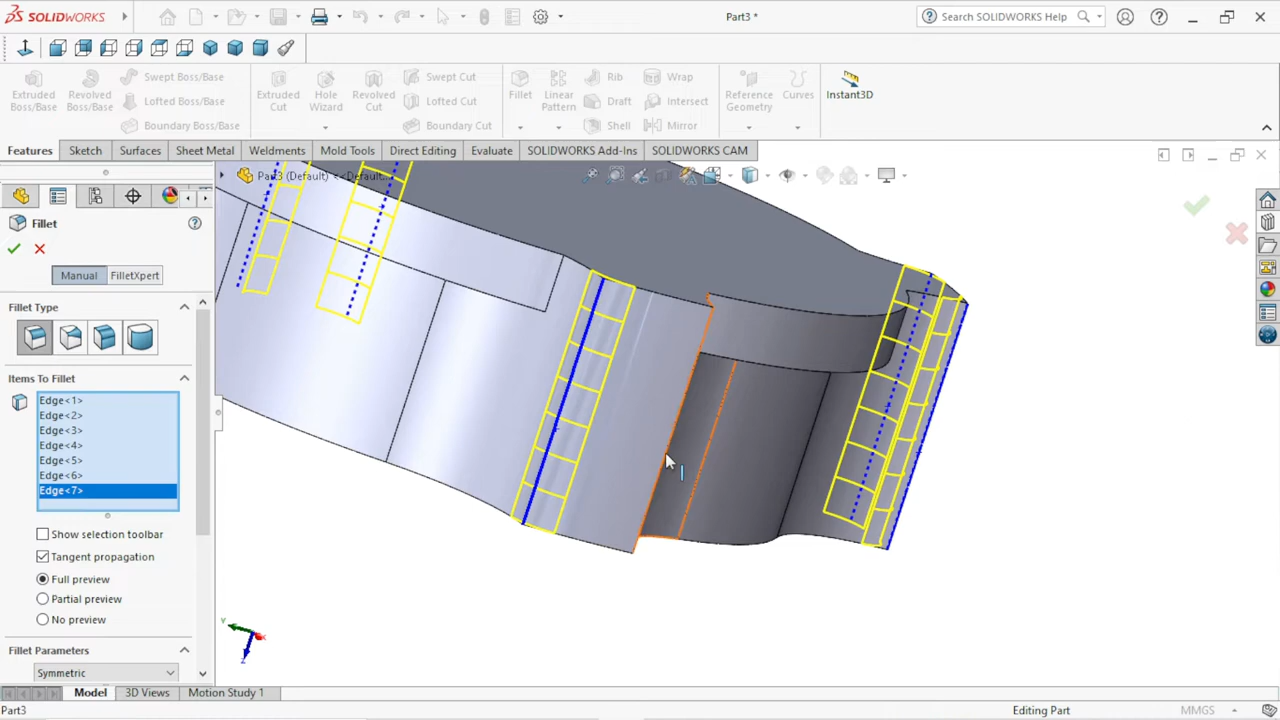 SOLIDWORKS
Part3 *
Search SOLIDWORKS Help
Extruded Boss/Base
Revolved Boss/Base
Swept Boss/Base
Lofted Boss/Base
Boundary Boss/Base
Extruded Cut
Hole Wizard
Revolved Cut
Swept Cut
Lofted Cut
Boundary Cut
Fillet
Linear Pattern
Rib
Draft
Shell
Wrap
Intersect
Mirror
Reference Geometry
Curves
Instant3D
Features
Sketch
Surfaces
Sheet Metal
Weldments
Mold Tools
Direct Editing
Evaluate
SOLIDWORKS Add-Ins
SOLIDWORKS CAM
Part3 (Default) <<Default...
Fillet
Manual
FilletXpert
Fillet Type
Items To Fillet
Edge<1>
Edge<2>
Edge<3>
Edge<4>
Edge<5>
Edge<6>
Edge<7>
Show selection toolbar
Tangent propagation
Full preview
Partial preview
No preview
Fillet Parameters
Symmetric
Y
X
Z
Model
3D Views
Motion Study 1
Part3
Editing Part
MMGS